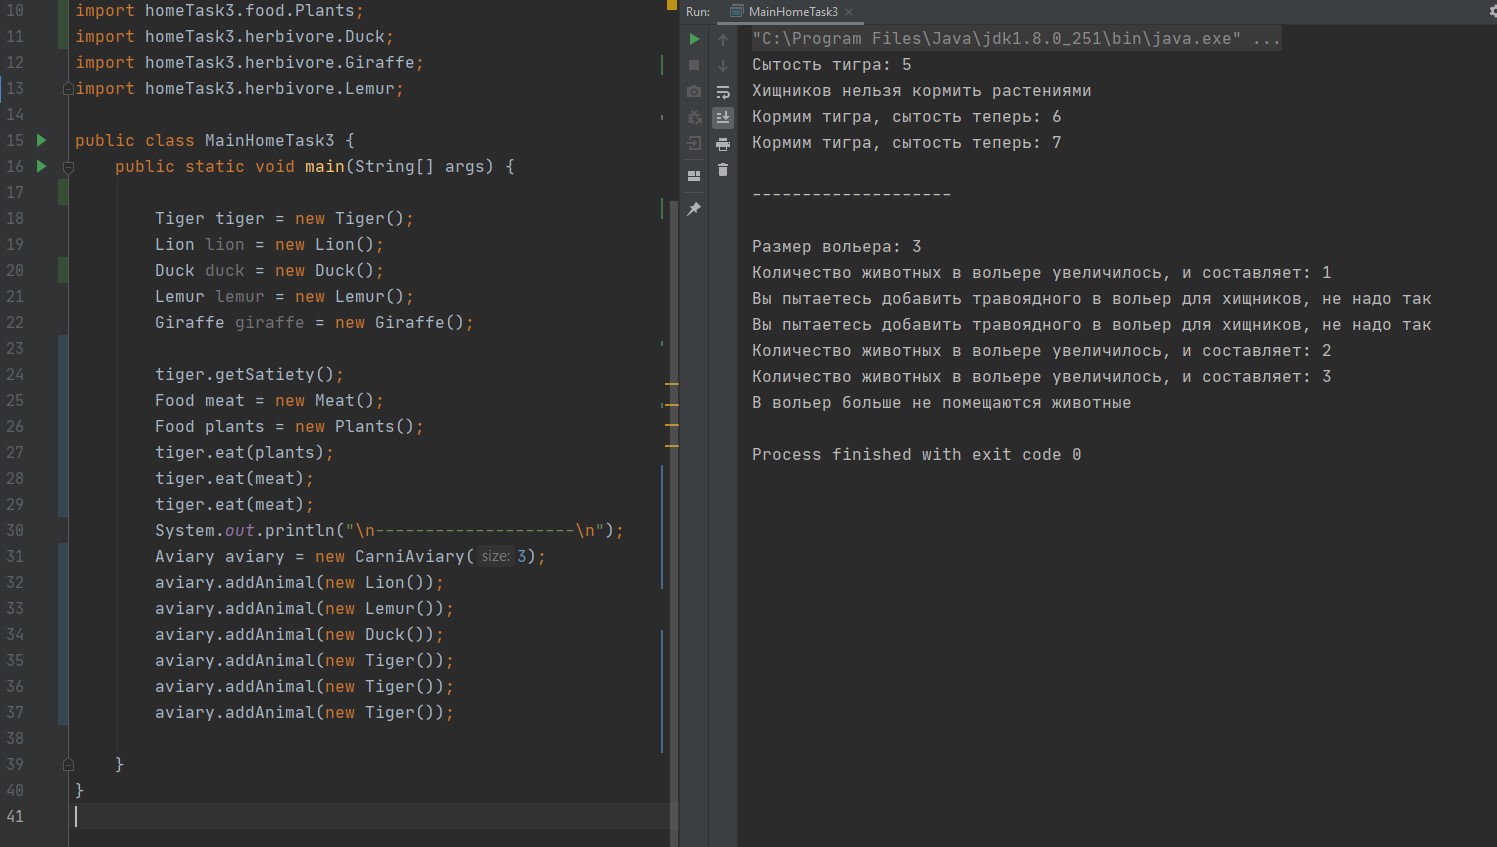 10 import homeTask3.food.Plants;
11 import homeTask3.herbivore.Duck;
12 import homeTask3.herbivore.Giraffe;
13 import homeTask3.herbivore.Lemur;
14
15 public class MainHomeTask3 {
16 public static void main(String[] args) {
17
18 Tiger tiger = new Tiger();
19 Lion lion = new Lion();
20 Duck duck = new Duck();
21 Lemur lemur = new Lemur();
22 Giraffe giraffe = new Giraffe();
23
24 tiger.getSatiety();
25 Food meat = new Meat();
26 Food plants = new Plants();
27 tiger.eat(plants);
28 tiger.eat(meat);
29 tiger.eat(meat);
30 System.out.println("\n--------------------\n");
31 Aviary aviary = new CarniAviary( size: 3);
32 aviary.addAnimal(new Lion());
33 aviary.addAnimal(new Lemur());
34 aviary.addAnimal(new Duck());
35 aviary.addAnimal(new Tiger());
36 aviary.addAnimal(new Tiger());
37 aviary.addAnimal(new Tiger());
38
39 }
40 }
41
Run: MainHomeTask3 ×
"C:\Program Files\Java\jdk1.8.0_251\bin\java.exe" ...
Сытость тигра: 5
Хищников нельзя кормить растениями
Кормим тигра, сытость теперь: 6
Кормим тигра, сытость теперь: 7
--------------------
Размер вольера: 3
Количество животных в вольере увеличилось, и составляет: 1
Вы пытаетесь добавить травоядного в вольер для хищников, не надо так
Вы пытаетесь добавить травоядного в вольер для хищников, не надо так
Количество животных в вольере увеличилось, и составляет: 2
Количество животных в вольере увеличилось, и составляет: 3
В вольер больше не помещаются животные
Process finished with exit code 0